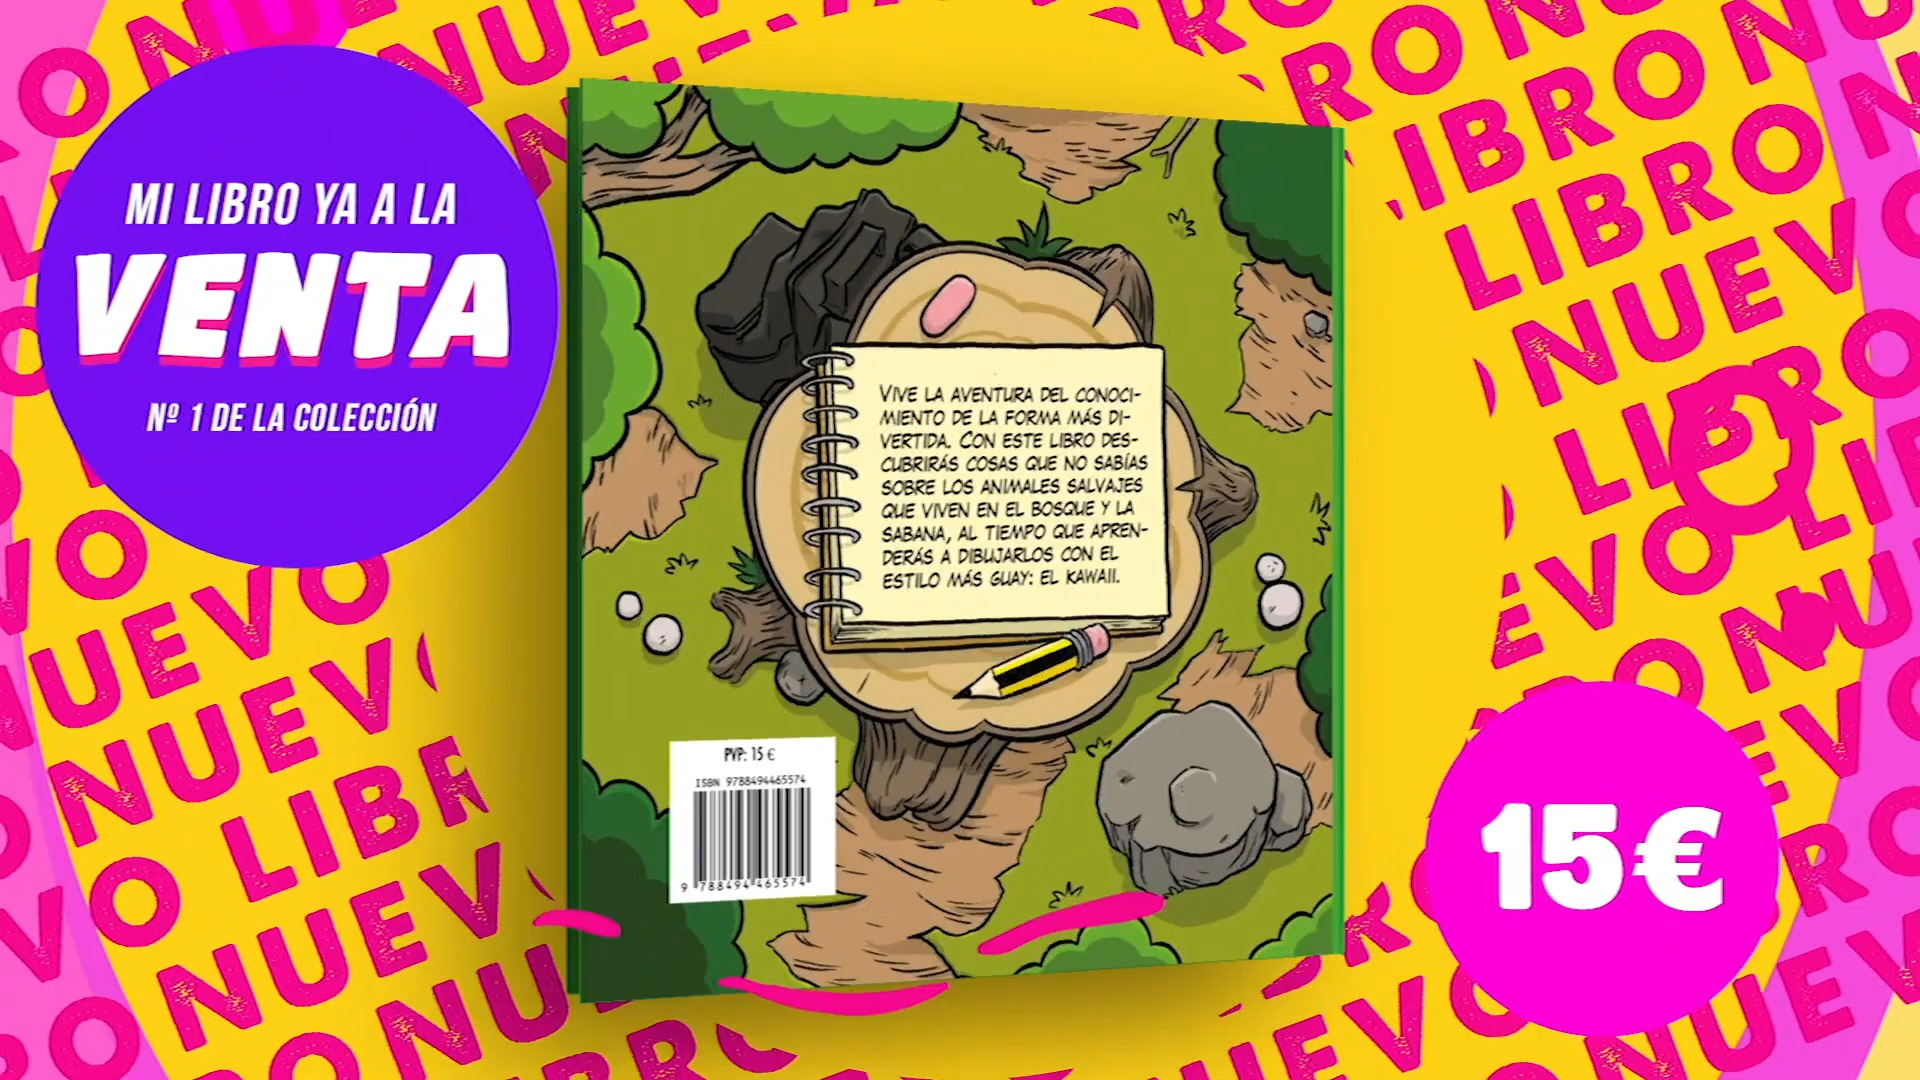 MI LIBRO YA A LA
VENTA
Nº 1 DE LA COLECCIÓN
VIVE LA AVENTURA DEL CONOCI-
MIENTO DE LA FORMA MÁS DI-
VERTIDA. CON ESTE LIBRO DES-
CUBRIRÁS COSAS QUE NO SABÍAS
SOBRE LOS ANIMALES SALVAJES
QUE VIVEN EN EL BOSQUE Y LA
SABANA, AL TIEMPO QUE APREN-
DERÁS A DIBUJARLOS CON EL
ESTILO MÁS GUAY: EL KAWAII.
PVP: 15 €
ISBN 9788494465574
9 788494 465574
15€
NUEVO LIBRO